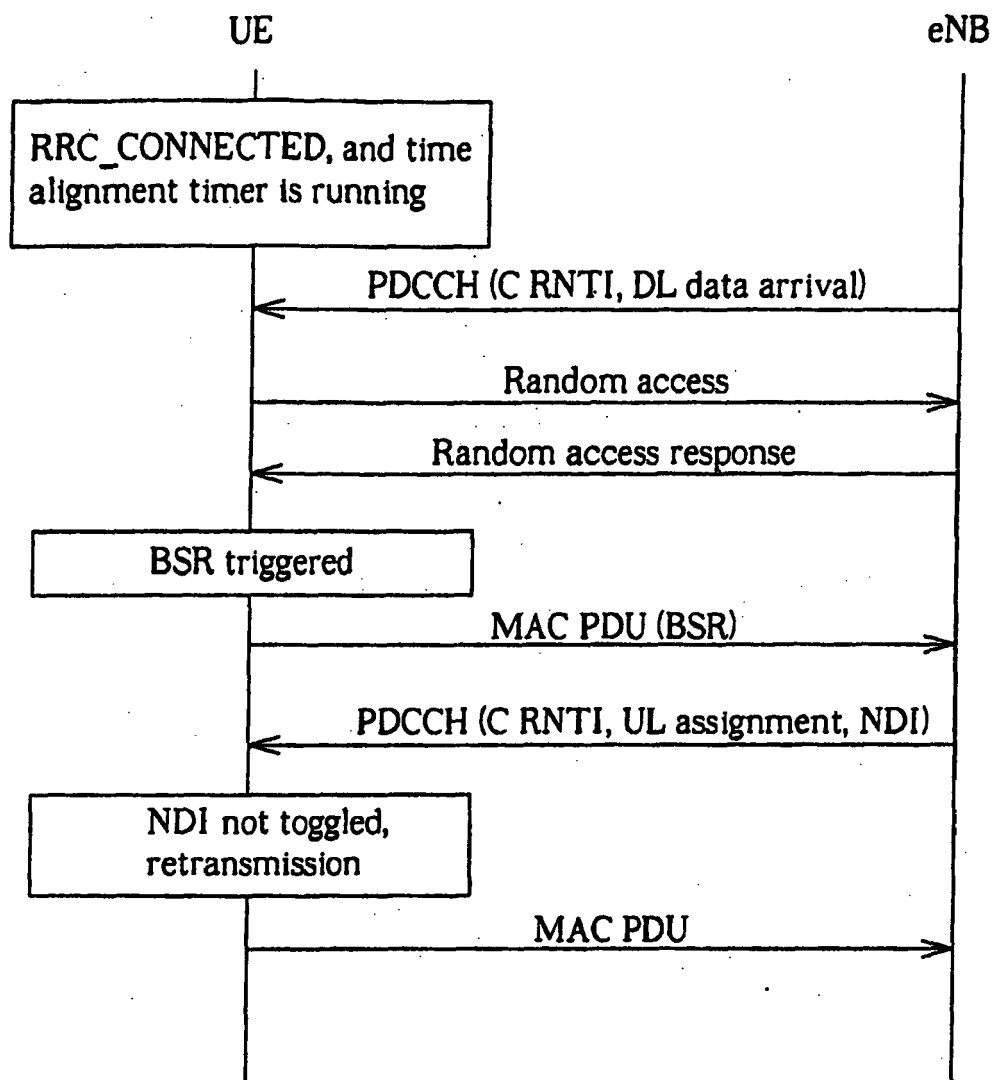 UE
eNB
RRC_CONNECTED, and time
alignment timer is running
PDCCH (C RNTI, DL data arrival)
Random access
Random access response
BSR triggered
MAC PDU (BSR)
PDCCH (C RNTI, UL assignment, NDI)
NDI not toggled,
retransmission
MAC PDU